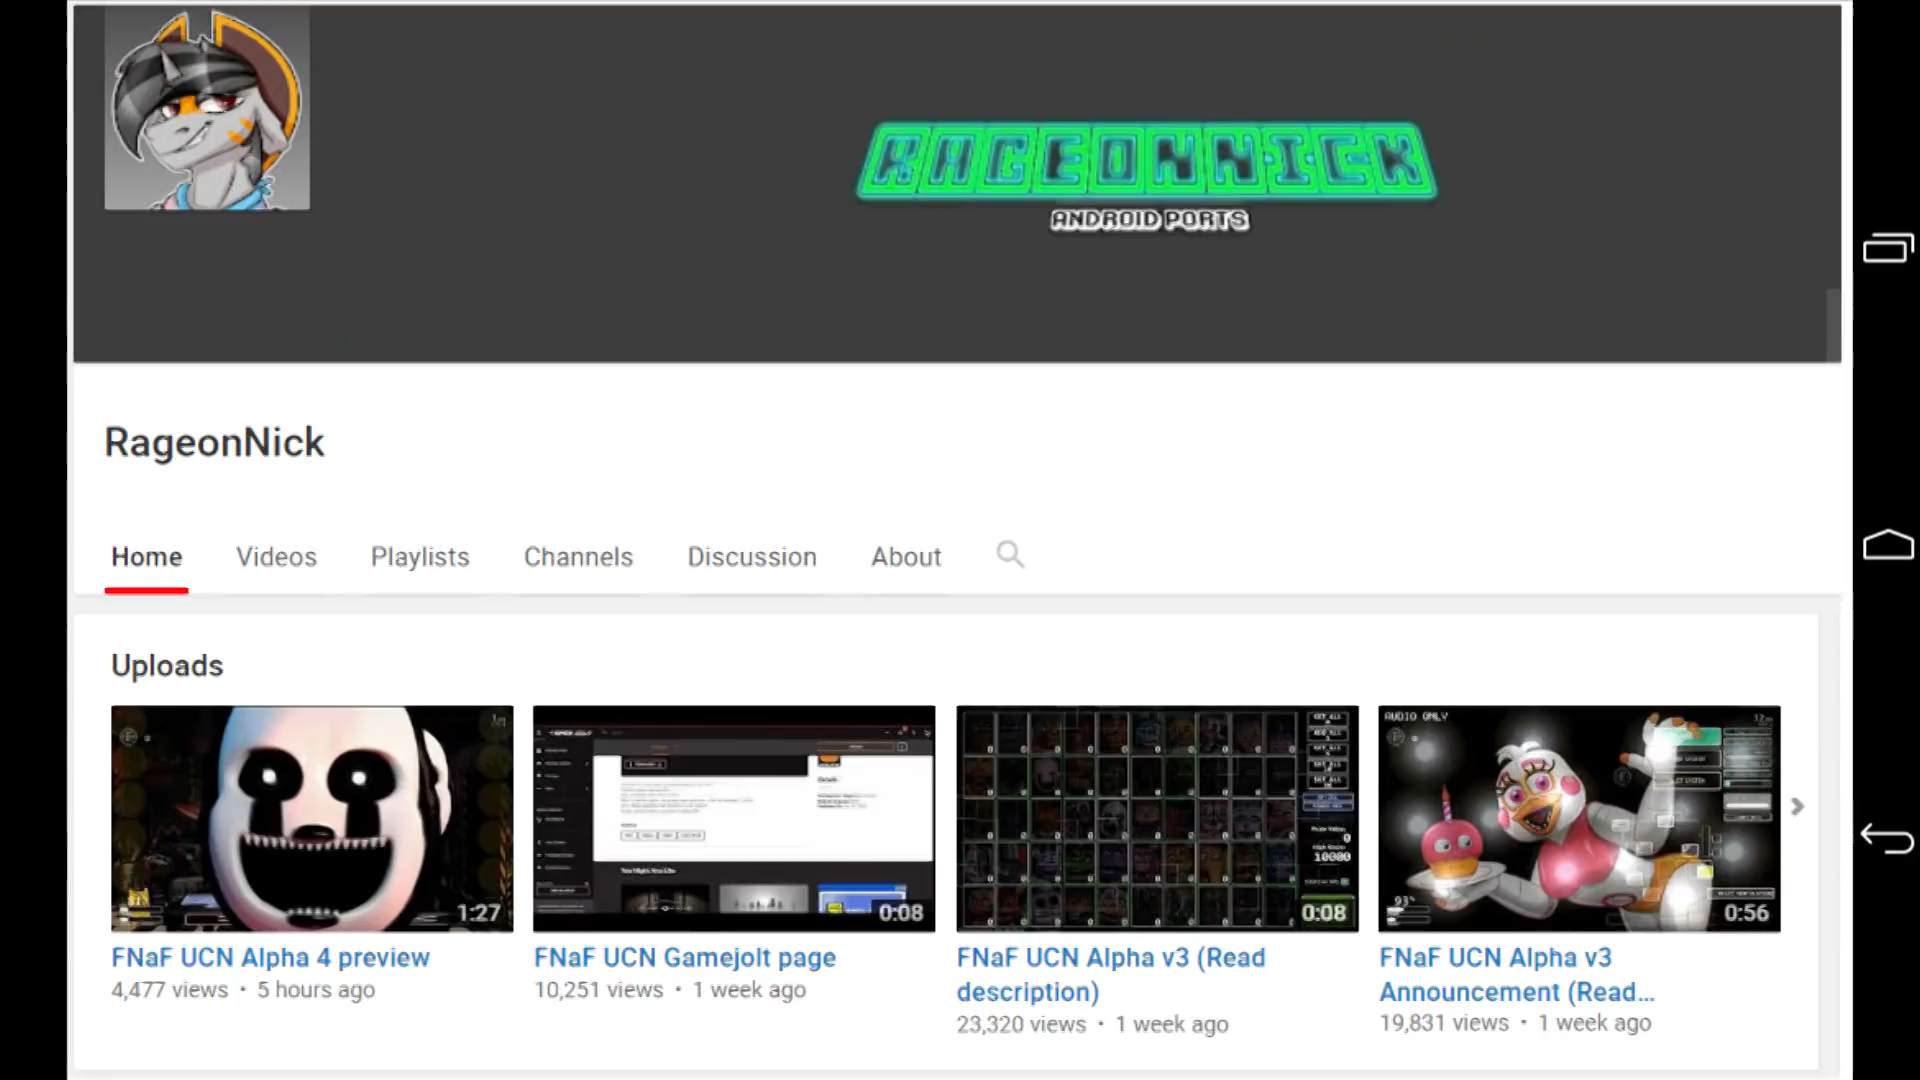 RAGEONNICK
ANDROID PORTS
RageonNick
Home Videos Playlists Channels Discussion About
Uploads
1:27
0:08
10000
0:08
AUDIO ONLY
93°
0:56
FNaF UCN Alpha 4 preview
4,477 views • 5 hours ago
FNaF UCN Gamejolt page
10,251 views • 1 week ago
FNaF UCN Alpha v3 (Read
description)
23,320 views • 1 week ago
FNaF UCN Alpha v3
Announcement (Read...
19,831 views • 1 week ago